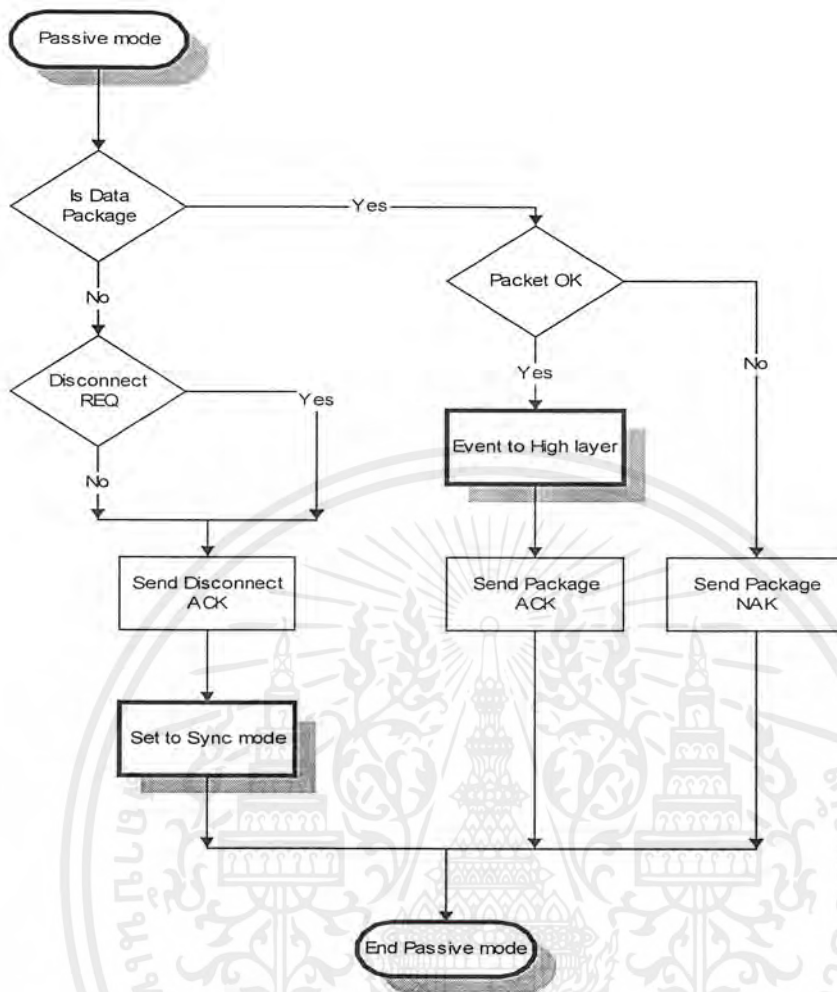 Passive mode
Is Data
Package
Yes
Packet OK
No
Disconnect
REQ
Yes
Yes
No
Event to High layer
No
Send Disconnect
ACK
Send Package
ACK
Send Package
NAK
Set to Sync mode
End Passive mode